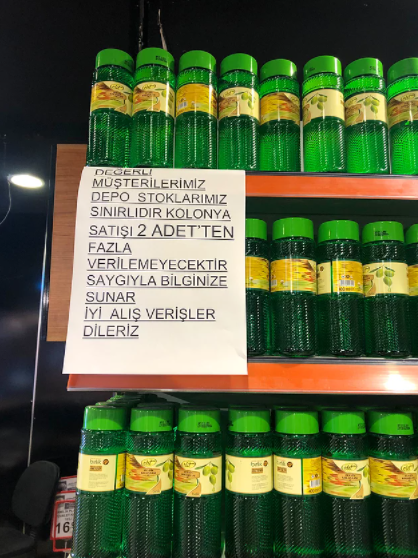 DEĞERLİ
MÜŞTERİLERİMİZ
DEPO STOKLARIMIZ
SINIRLIDIR KOLONYA
SATIŞI 2 ADET'TEN
FAZLA
VERİLEMEYECEKTİR
SAYGIYLA BİLGİNİZE
SUNAR
İYİ ALIŞ VERİŞLER
DİLERİZ